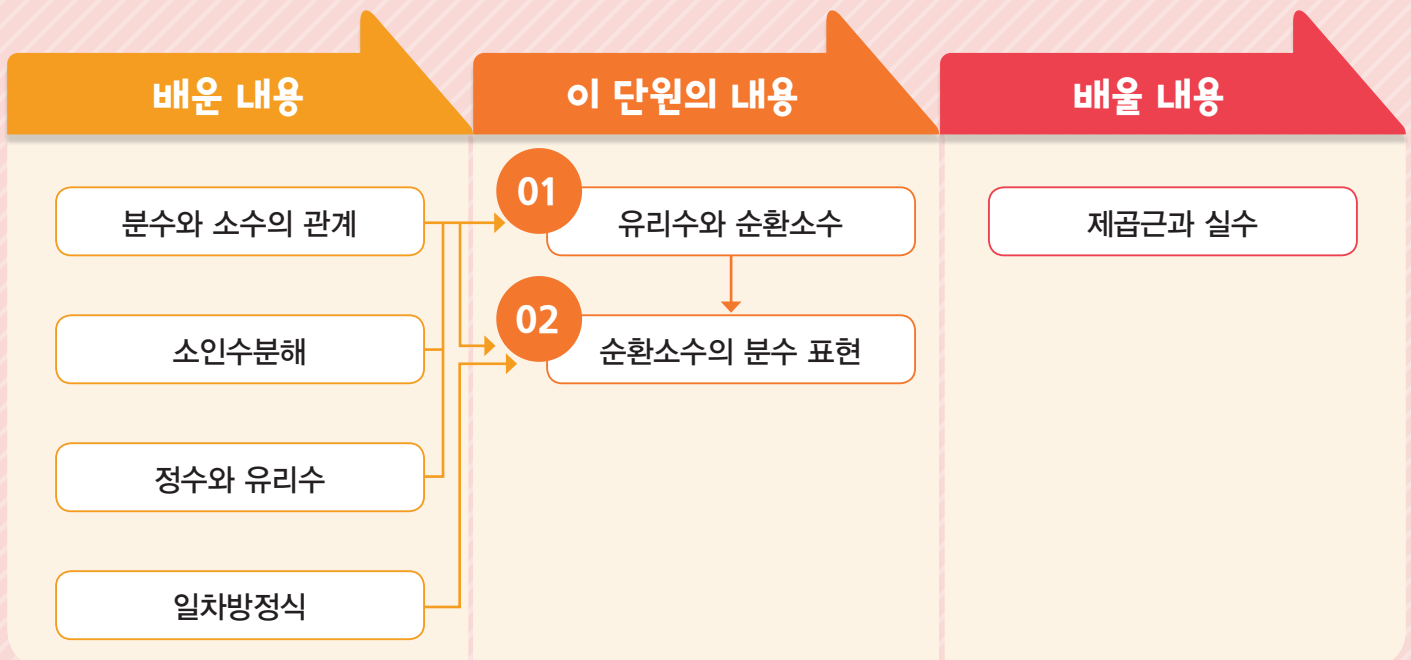 배운 내용
이 단원의 내용
배울 내용
분수와 소수의 관계
소인수분해
정수와 유리수
일차방정식
01
유리수와 순환소수
02
순환소수의 분수 표현
제곱근과 실수